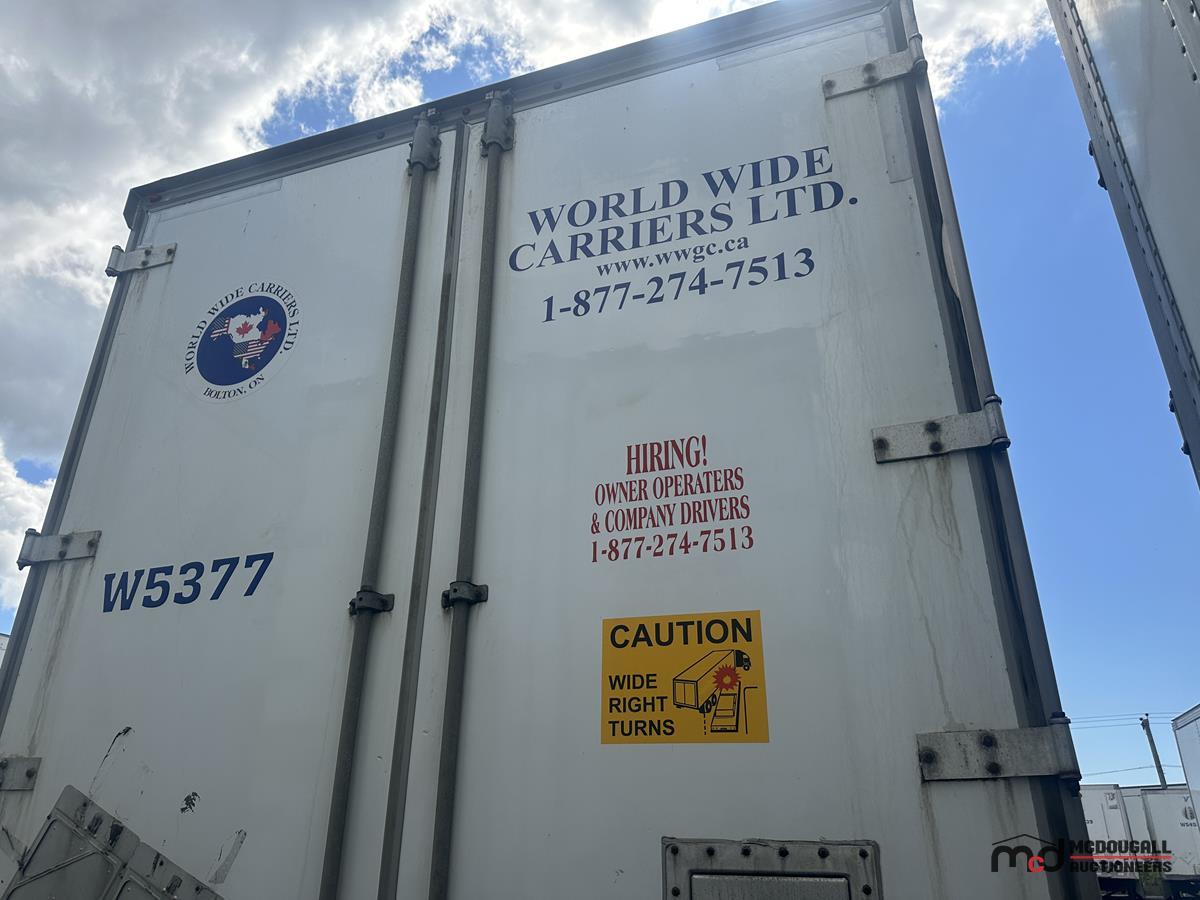 WORLD WIDE
CARRIERS LTD.
www.wwgc.ca
1-877-274-7513
WORLD WIDE CARRIERS LTD.
BOLTON, ON
HIRING!
OWNER OPERATERS
& COMPANY DRIVERS
1-877-274-7513
W5377
CAUTION
WIDE
RIGHT
TURNS
mcd MCDOUGALL
AUCTIONEERS